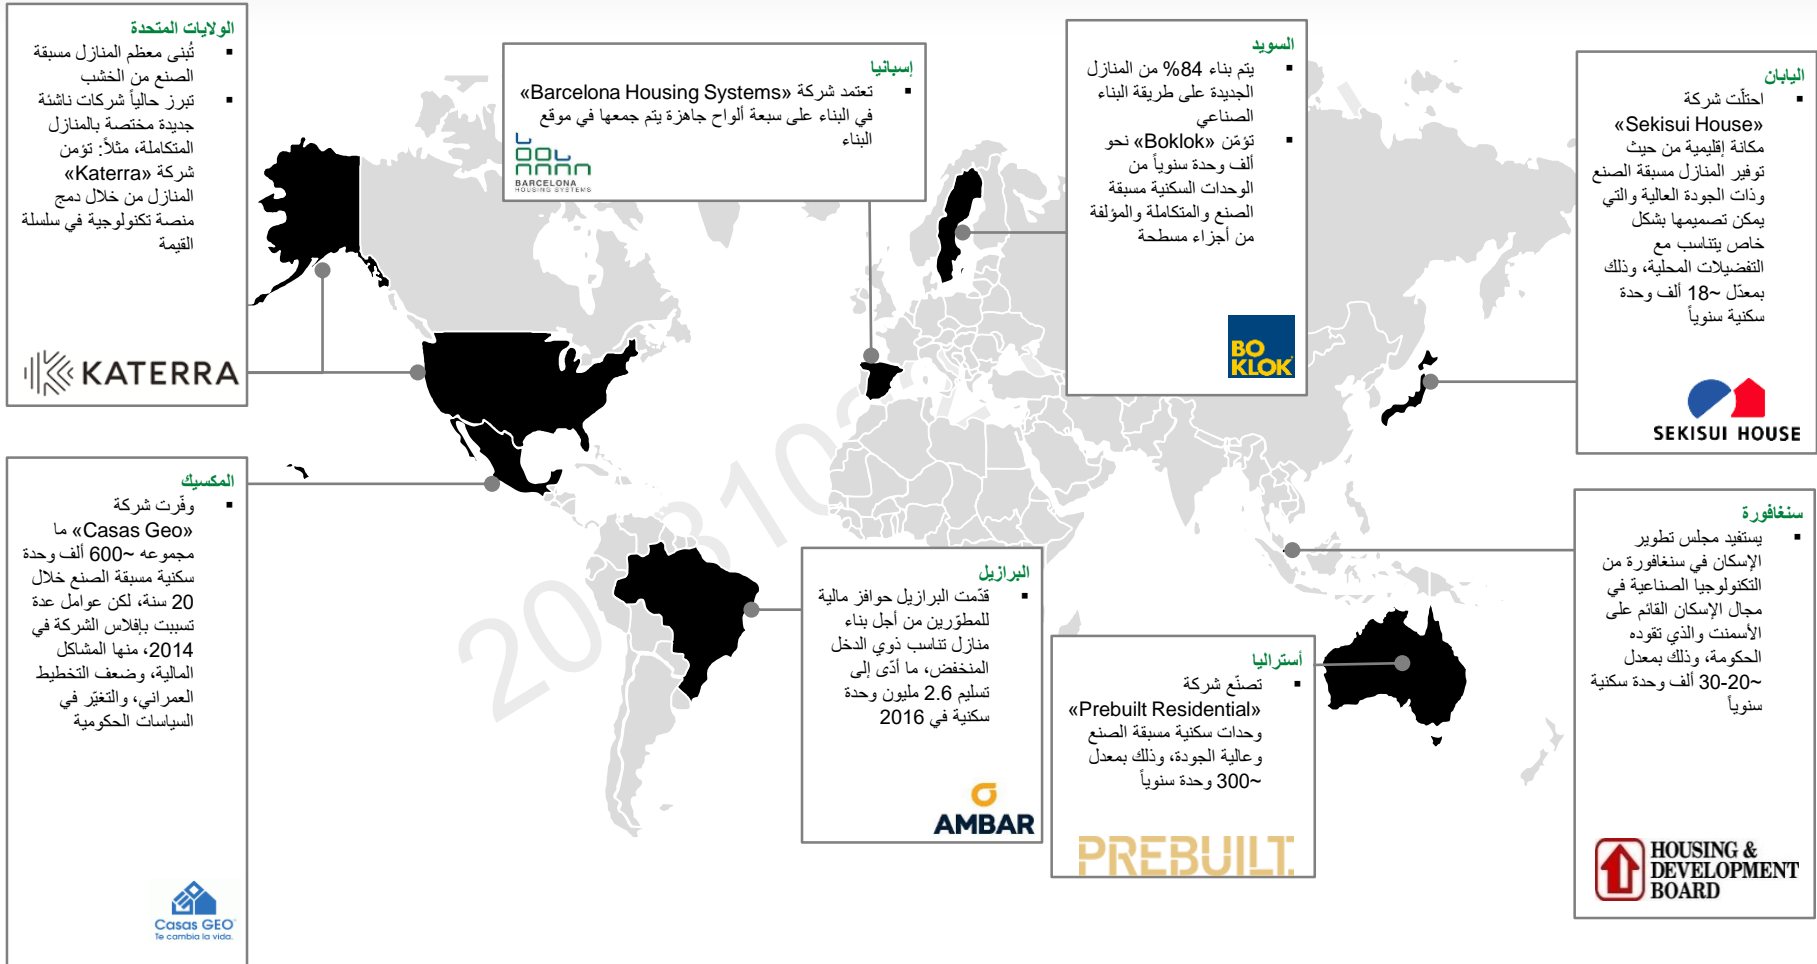 الولايات المتحدة
▪ تُبنى معظم المنازل مسبقة
الصنع من الخشب
▪ تبرز حالياً شركات ناشئة
جديدة مختصة بالمنازل
المتكاملة، مثلاً: تؤمن
شركة «Katerra»
المنازل من خلال دمج
منصة تكنولوجية في سلسلة
القيمة
KATERRA
إسبانيا
▪ تعتمد شركة «Barcelona Housing Systems»
في البناء على سبعة ألواح جاهزة يتم جمعها في موقع
البناء
BARCELONA
HOUSING SYSTEMS
السويد
▪ يتم بناء 84% من المنازل
الجديدة على طريقة البناء
الصناعي
▪ تؤمّن «Boklok» نحو
ألف وحدة سنوياً من
الوحدات السكنية مسبقة
الصنع والمتكاملة والمؤلفة
من أجزاء مسطحة
BO
KLOK
اليابان
▪ احتلّت شركة
«Sekisui House»
مكانة إقليمية من حيث
توفير المنازل مسبقة الصنع
وذات الجودة العالية والتي
يمكن تصميمها بشكل
خاص يتناسب مع
التفضيلات المحلية، وذلك
بمعدّل ~18 ألف وحدة
سكنية سنوياً
SEKISUI HOUSE
المكسيك
▪ وفّرت شركة
«Casas Geo» ما
مجموعه ~600 ألف وحدة
سكنية مسبقة الصنع خلال
20 سنة، لكن عوامل عدة
تسببت بإفلاس الشركة في
2014، منها المشاكل
المالية، وضعف التخطيط
العمراني، والتغيّر في
السياسات الحكومية
Casas GEO
Te cambia la vida.
البرازيل
▪ قدّمت البرازيل حوافز مالية
للمطوّرين من أجل بناء
منازل تناسب ذوي الدخل
المنخفض، ما أدّى إلى
تسليم 2.6 مليون وحدة
سكنية في 2016
AMBAR
أستراليا
▪ تصنّع شركة
«Prebuilt Residential»
وحدات سكنية مسبقة الصنع
وعالية الجودة، وذلك بمعدل
~300 وحدة سنوياً
PREBUILT.
سنغافورة
▪ يستفيد مجلس تطوير
الإسكان في سنغافورة من
التكنولوجيا الصناعية في
مجال الإسكان القائم على
الأسمنت والذي تقوده
الحكومة، وذلك بمعدل
~20-30 ألف وحدة سكنية
سنوياً
HOUSING &
DEVELOPMENT
BOARD